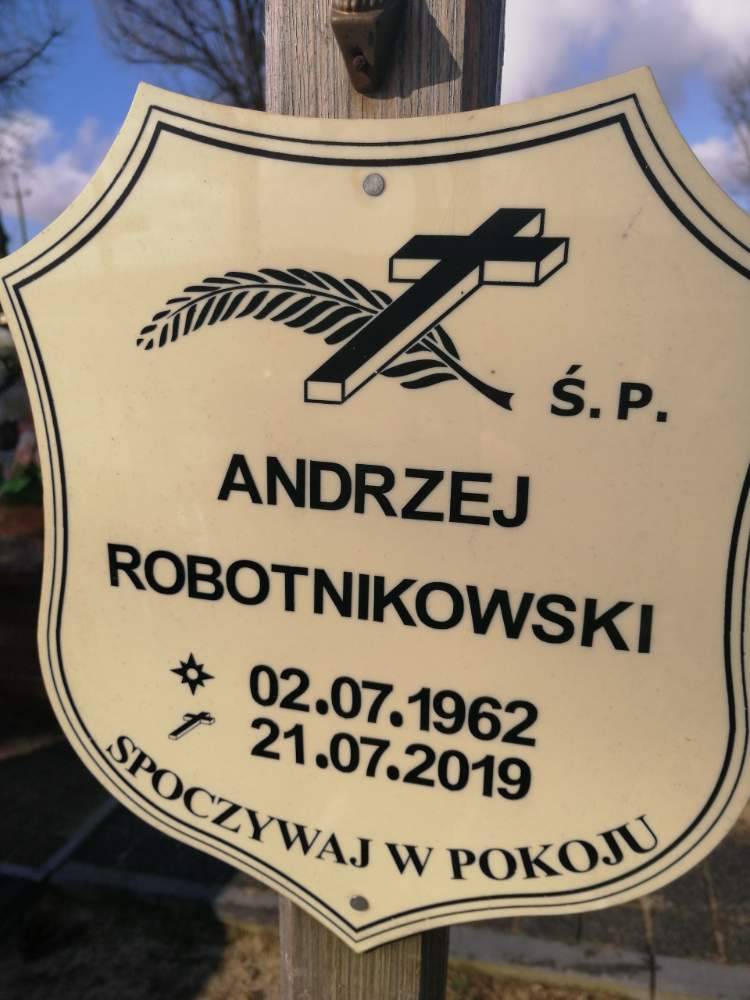 Ś. P.
ANDRZEJ
ROBOTNIKOWSKI
02.07.1962
21.07.2019
SPOCZYWAJ W POKOJU